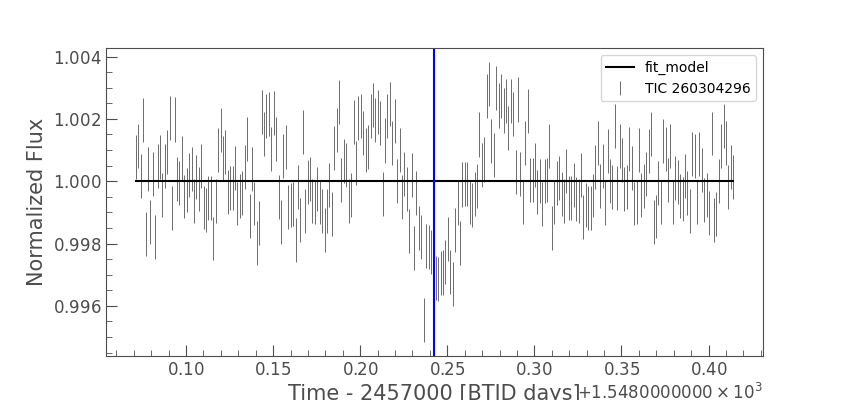 1.004
1.002
1.000
0.998
0.996
Normalized Flux
fit_model
TIC 260304296
0.10 0.15 0.20 0.25 0.30 0.35 0.40
Time - 2457000 [BTJD days]
+1.5480000000 × 10³